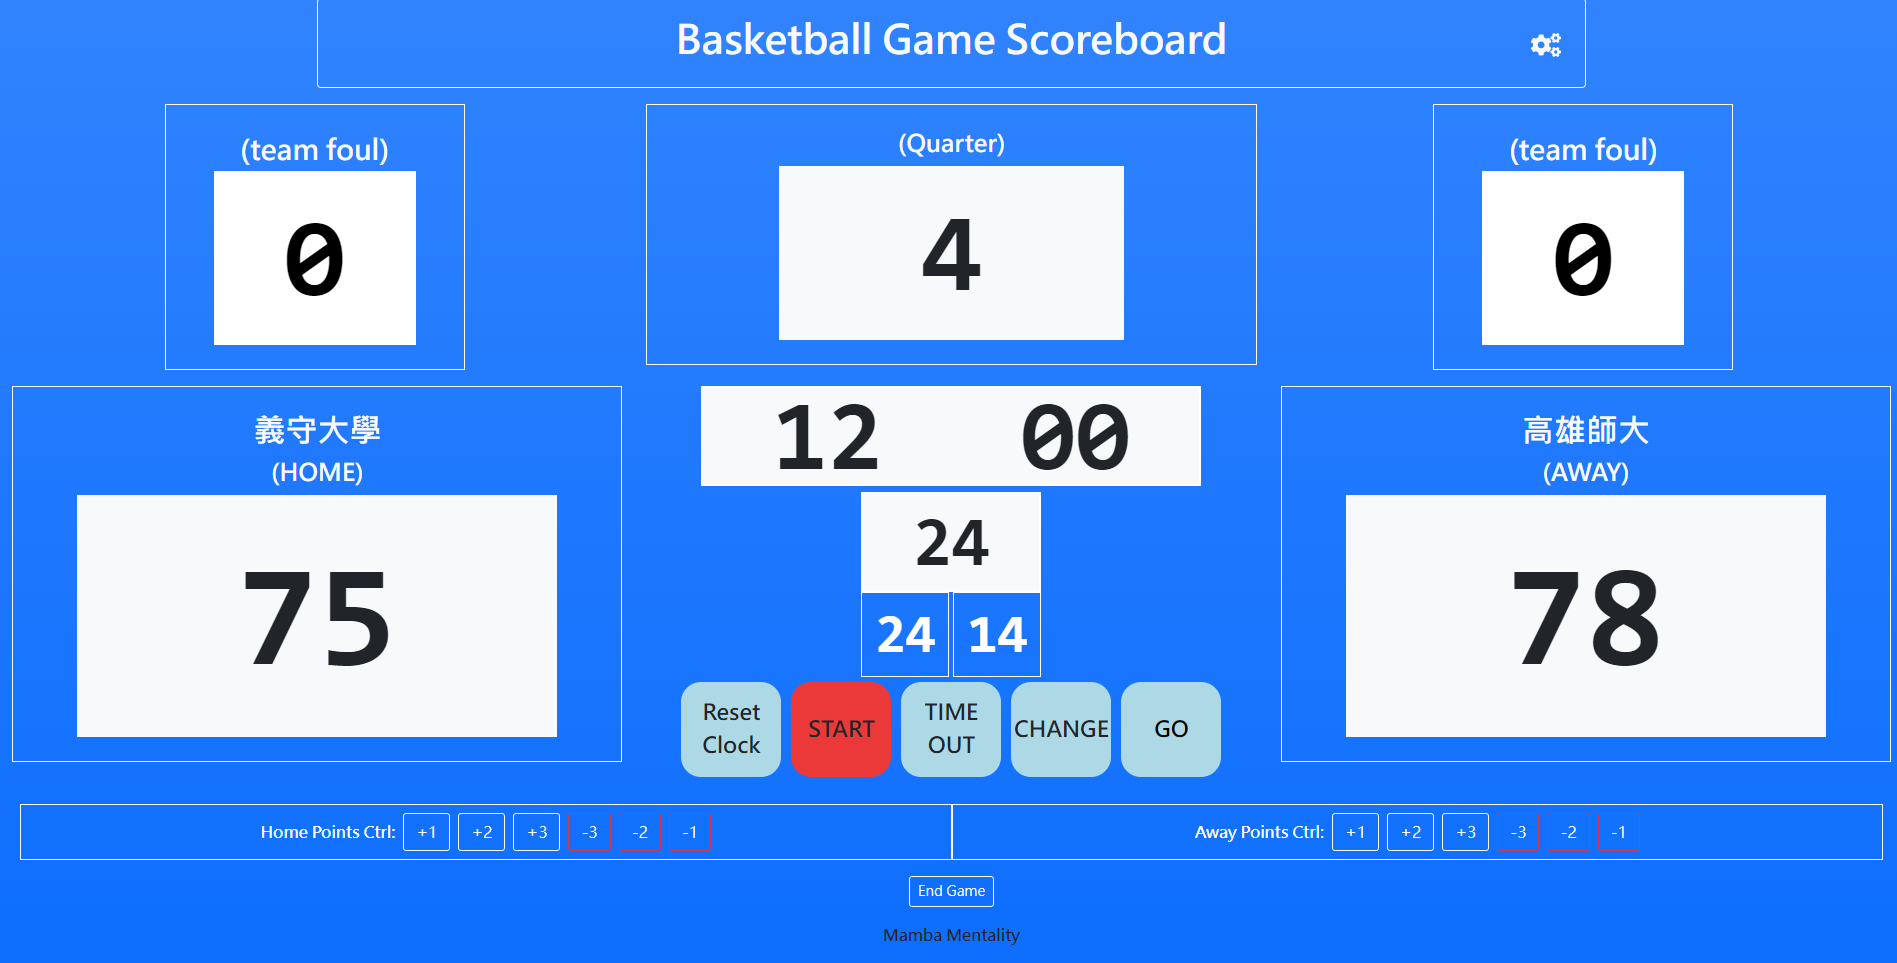 Basketball Game Scoreboard
(team foul)
0
(Quarter)
4
(team foul)
0
義守大學
(HOME)
75
12 00
24
24 14
高雄師大
(AWAY)
78
Reset Clock
START
TIME OUT
CHANGE
GO
Home Points Ctrl: +1 +2 +3 -3 -2 -1
Away Points Ctrl: +1 +2 +3 -3 -2 -1
End Game
Mamba Mentality